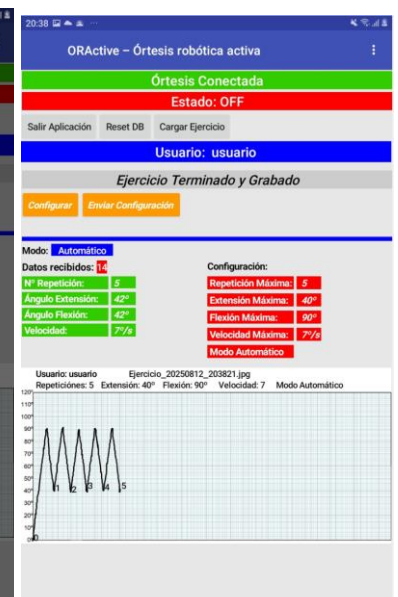 20:38
ORActive – Órtesis robótica activa
Órtesis Conectada
Estado: OFF
Salir Aplicación Reset DB Cargar Ejercicio
Usuario: usuario
Ejercicio Terminado y Grabado
Configurar Enviar Configuración
Modo: Automático
Datos recibidos: 14 Configuración:
Nº Repetición: 5 Repetición Máxima: 5
Ángulo Extensión: 42º Extensión Máxima: 40º
Ángulo Flexión: 42º Flexión Máxima: 90º
Velocidad: 7º/s Velocidad Máxima: 7º/s
Modo Automático
Usuario: usuario Ejercicio_20250812_203821.jpg
Repeticiónes: 5 Extensión: 40º Flexión: 90º Velocidad: 7 Modo Automático
120º
110º
100º
90º
80º
70º
60º
50º
40º 1 2 3 4 5
30º
20º
10º
0º 0